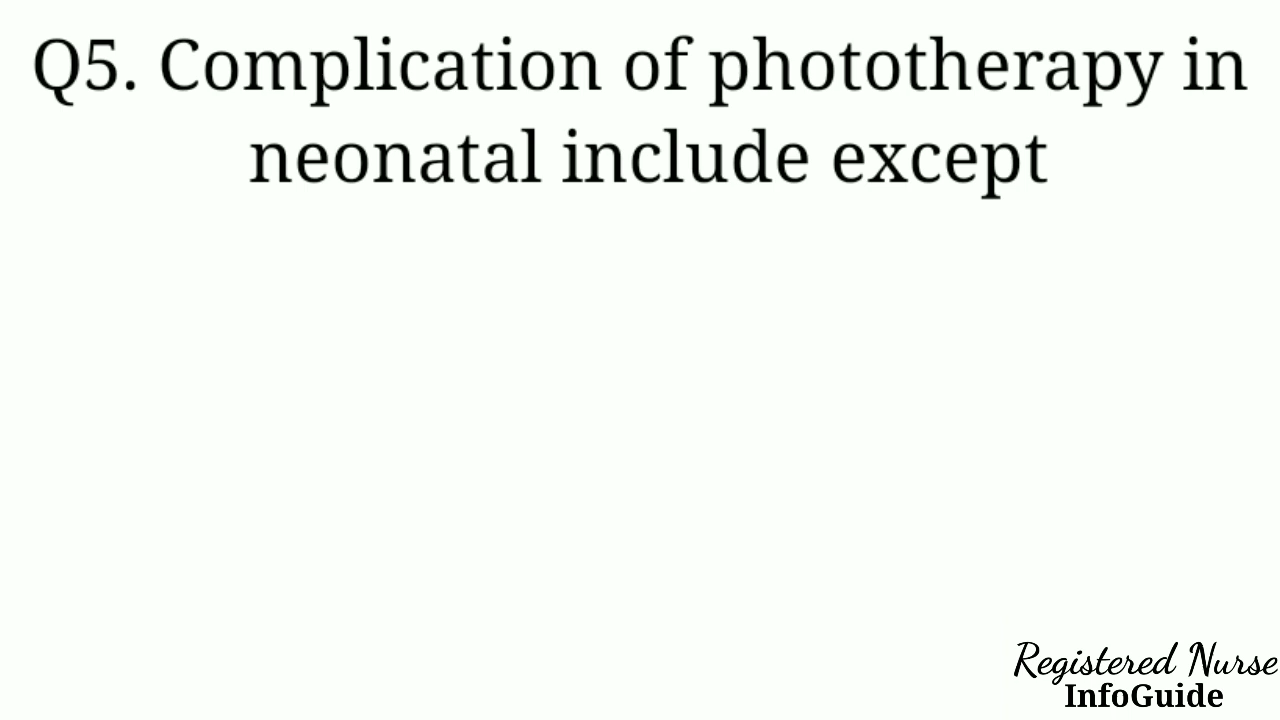 Q5. Complication of phototherapy in
neonatal include except
Registered Nurse
InfoGuide